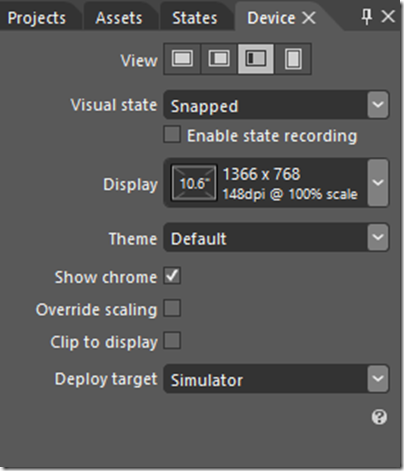 Projects Assets States Device
View
Visual state Snapped
Enable state recording
Display 10.6" 1366 x 768
148dpi @ 100% scale
Theme Default
Show chrome
Override scaling
Clip to display
Deploy target Simulator
?